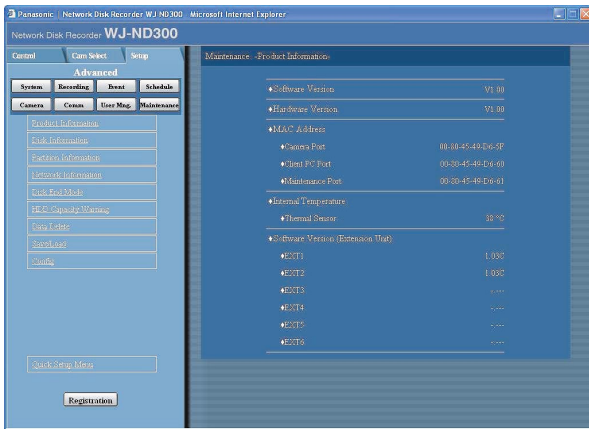 Panasonic Network Disk Recorder WJ-ND300 Microsoft Internet Explorer
Network Disk Recorder WJ-ND300
Control Cam Select Setup
Advanced
System Recording Event Schedule
Camera Comm User Mng. Maintenance
Product Information
Disk Information
Partition Information
Network Information
Disk End Mode
HDD Capacity Warning
Data Delete
Save/Load
Config
Quick Setup Menu
Registration
Maintenance -Product Information-
♦Software Version V1.00
♦Hardware Version V1.00
♦MAC Address
♦Camera Port 00-80-45-49-D6-5F
♦Client PC Port 00-80-45-49-D6-60
♦Maintenance Port 00-80-45-49-D6-61
♦Internal Temperature
♦Thermal Sensor 38 °C
♦Software Version (Extension Unit)
♦EXT1 1.03C
♦EXT2 1.03C
♦EXT3 -.---
♦EXT4 -.---
♦EXT5 -.---
♦EXT6 -.---